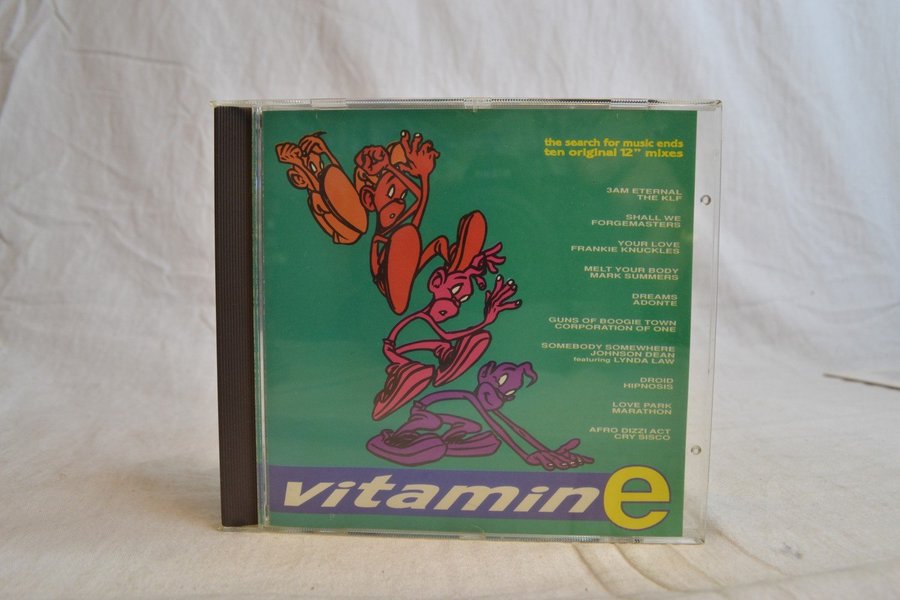 the search for music ends
ten original 12" mixes
3AM ETERNAL
THE KLF
SHALL WE
FORGEMASTERS
YOUR LOVE
FRANKIE KNUCKLES
MELT YOUR BODY
MARK SUMMERS
DREAMS
ADONTE
GUNS OF BOOGIE TOWN
CORPORATION OF ONE
SOMEBODY SOMEWHERE
JOHNSON DEAN
featuring LYNDA LAW
DROID
HIPNOSIS
LOVE PARK
MARATHON
AFRO DIZZI ACT
CRY SISCO
vitamin e